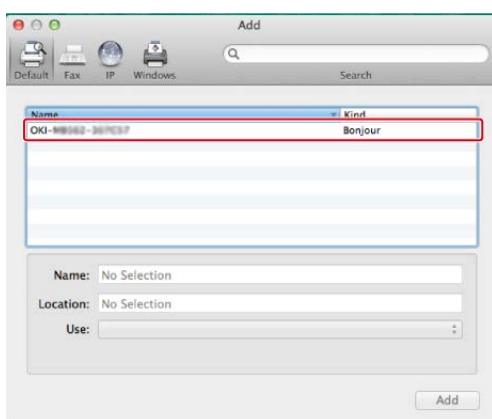 Add
Default Fax IP Windows Search
Name Kind
OKI- Bonjour
Name: No Selection
Location: No Selection
Use:
Add